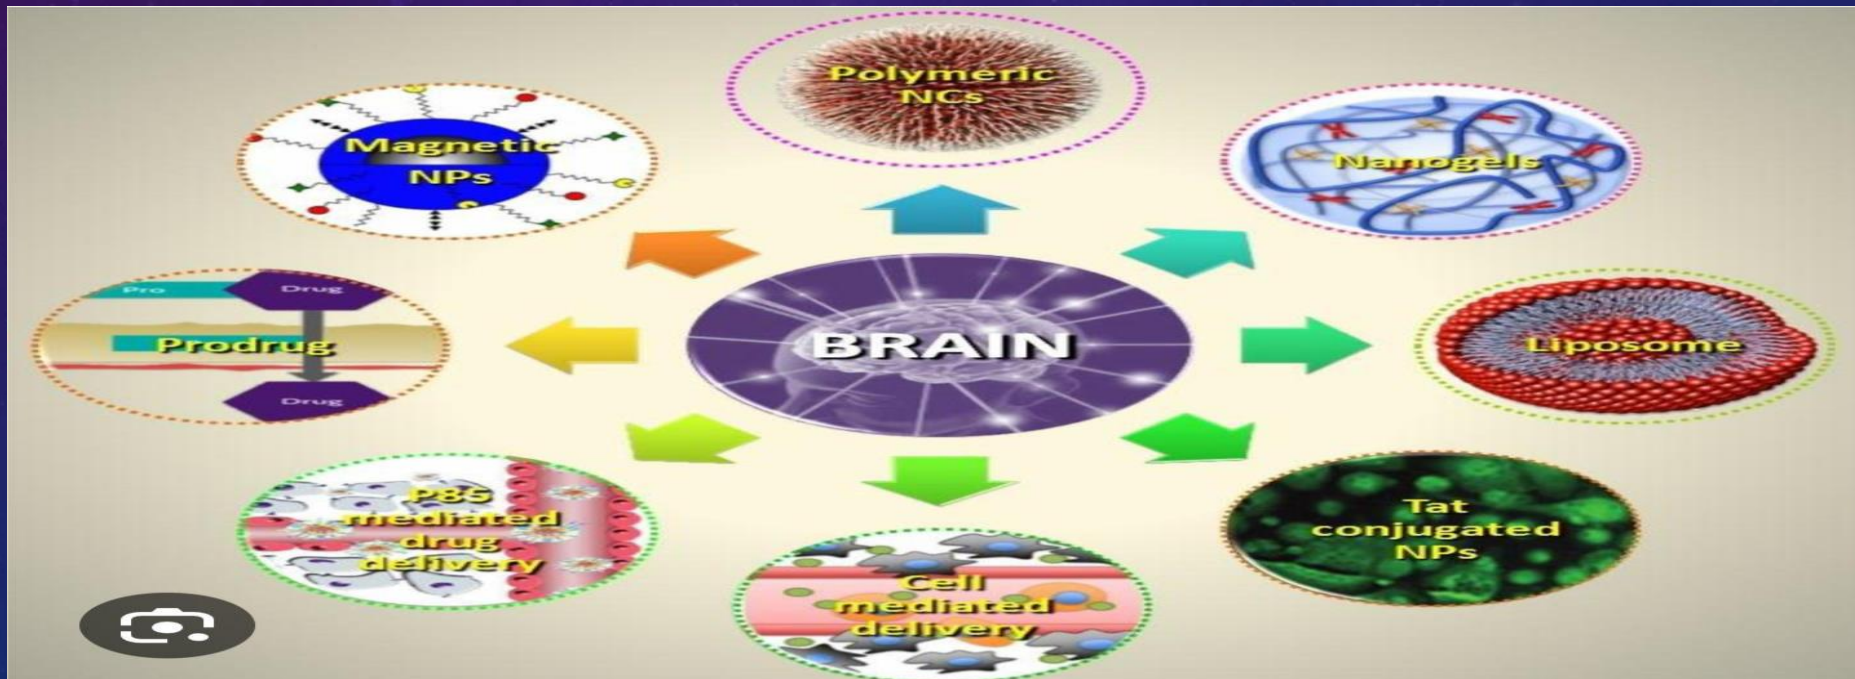 Polymeric
NCs
Magnetic
NPs
Nanogels
Pro
Drug
Prodrug
Drug
BRAIN
Liposome
P85
mediated
drug
delivery
Tat
conjugated
NPs
Cell
mediated
delivery